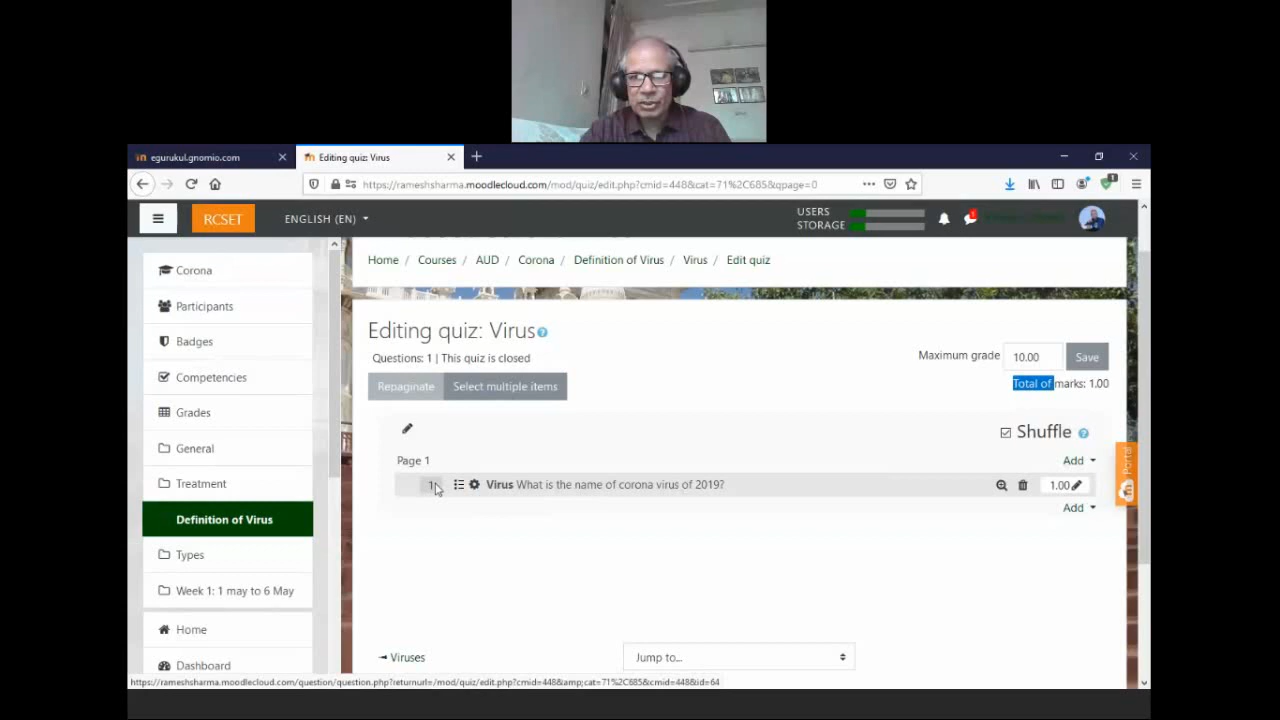 egurukul.gnomio.com
Editing quiz: Virus
https://rameshsharma.moodlecloud.com/mod/quiz/edit.php?cmid=448&cat=71%2C685&qpage=0
RCSET
ENGLISH (EN)
USERS
STORAGE
Corona
Participants
Badges
Competencies
Grades
General
Treatment
Definition of Virus
Types
Week 1: 1 may to 6 May
Home
Dashboard
Home / Courses / AUD / Corona / Definition of Virus / Virus / Edit quiz
Editing quiz: Virus
Questions: 1 | This quiz is closed
Maximum grade 10.00 Save
Repaginate Select multiple items
Total of marks: 1.00
Shuffle
Page 1 Add
1 Virus What is the name of corona virus of 2019? 1.00
Add
Portal
Viruses Jump to...
https://rameshsharma.moodlecloud.com/question/question.php?returnurl=/mod/quiz/edit.php?cmid=448&amp;cat=71%2C685&cmid=448&id=64